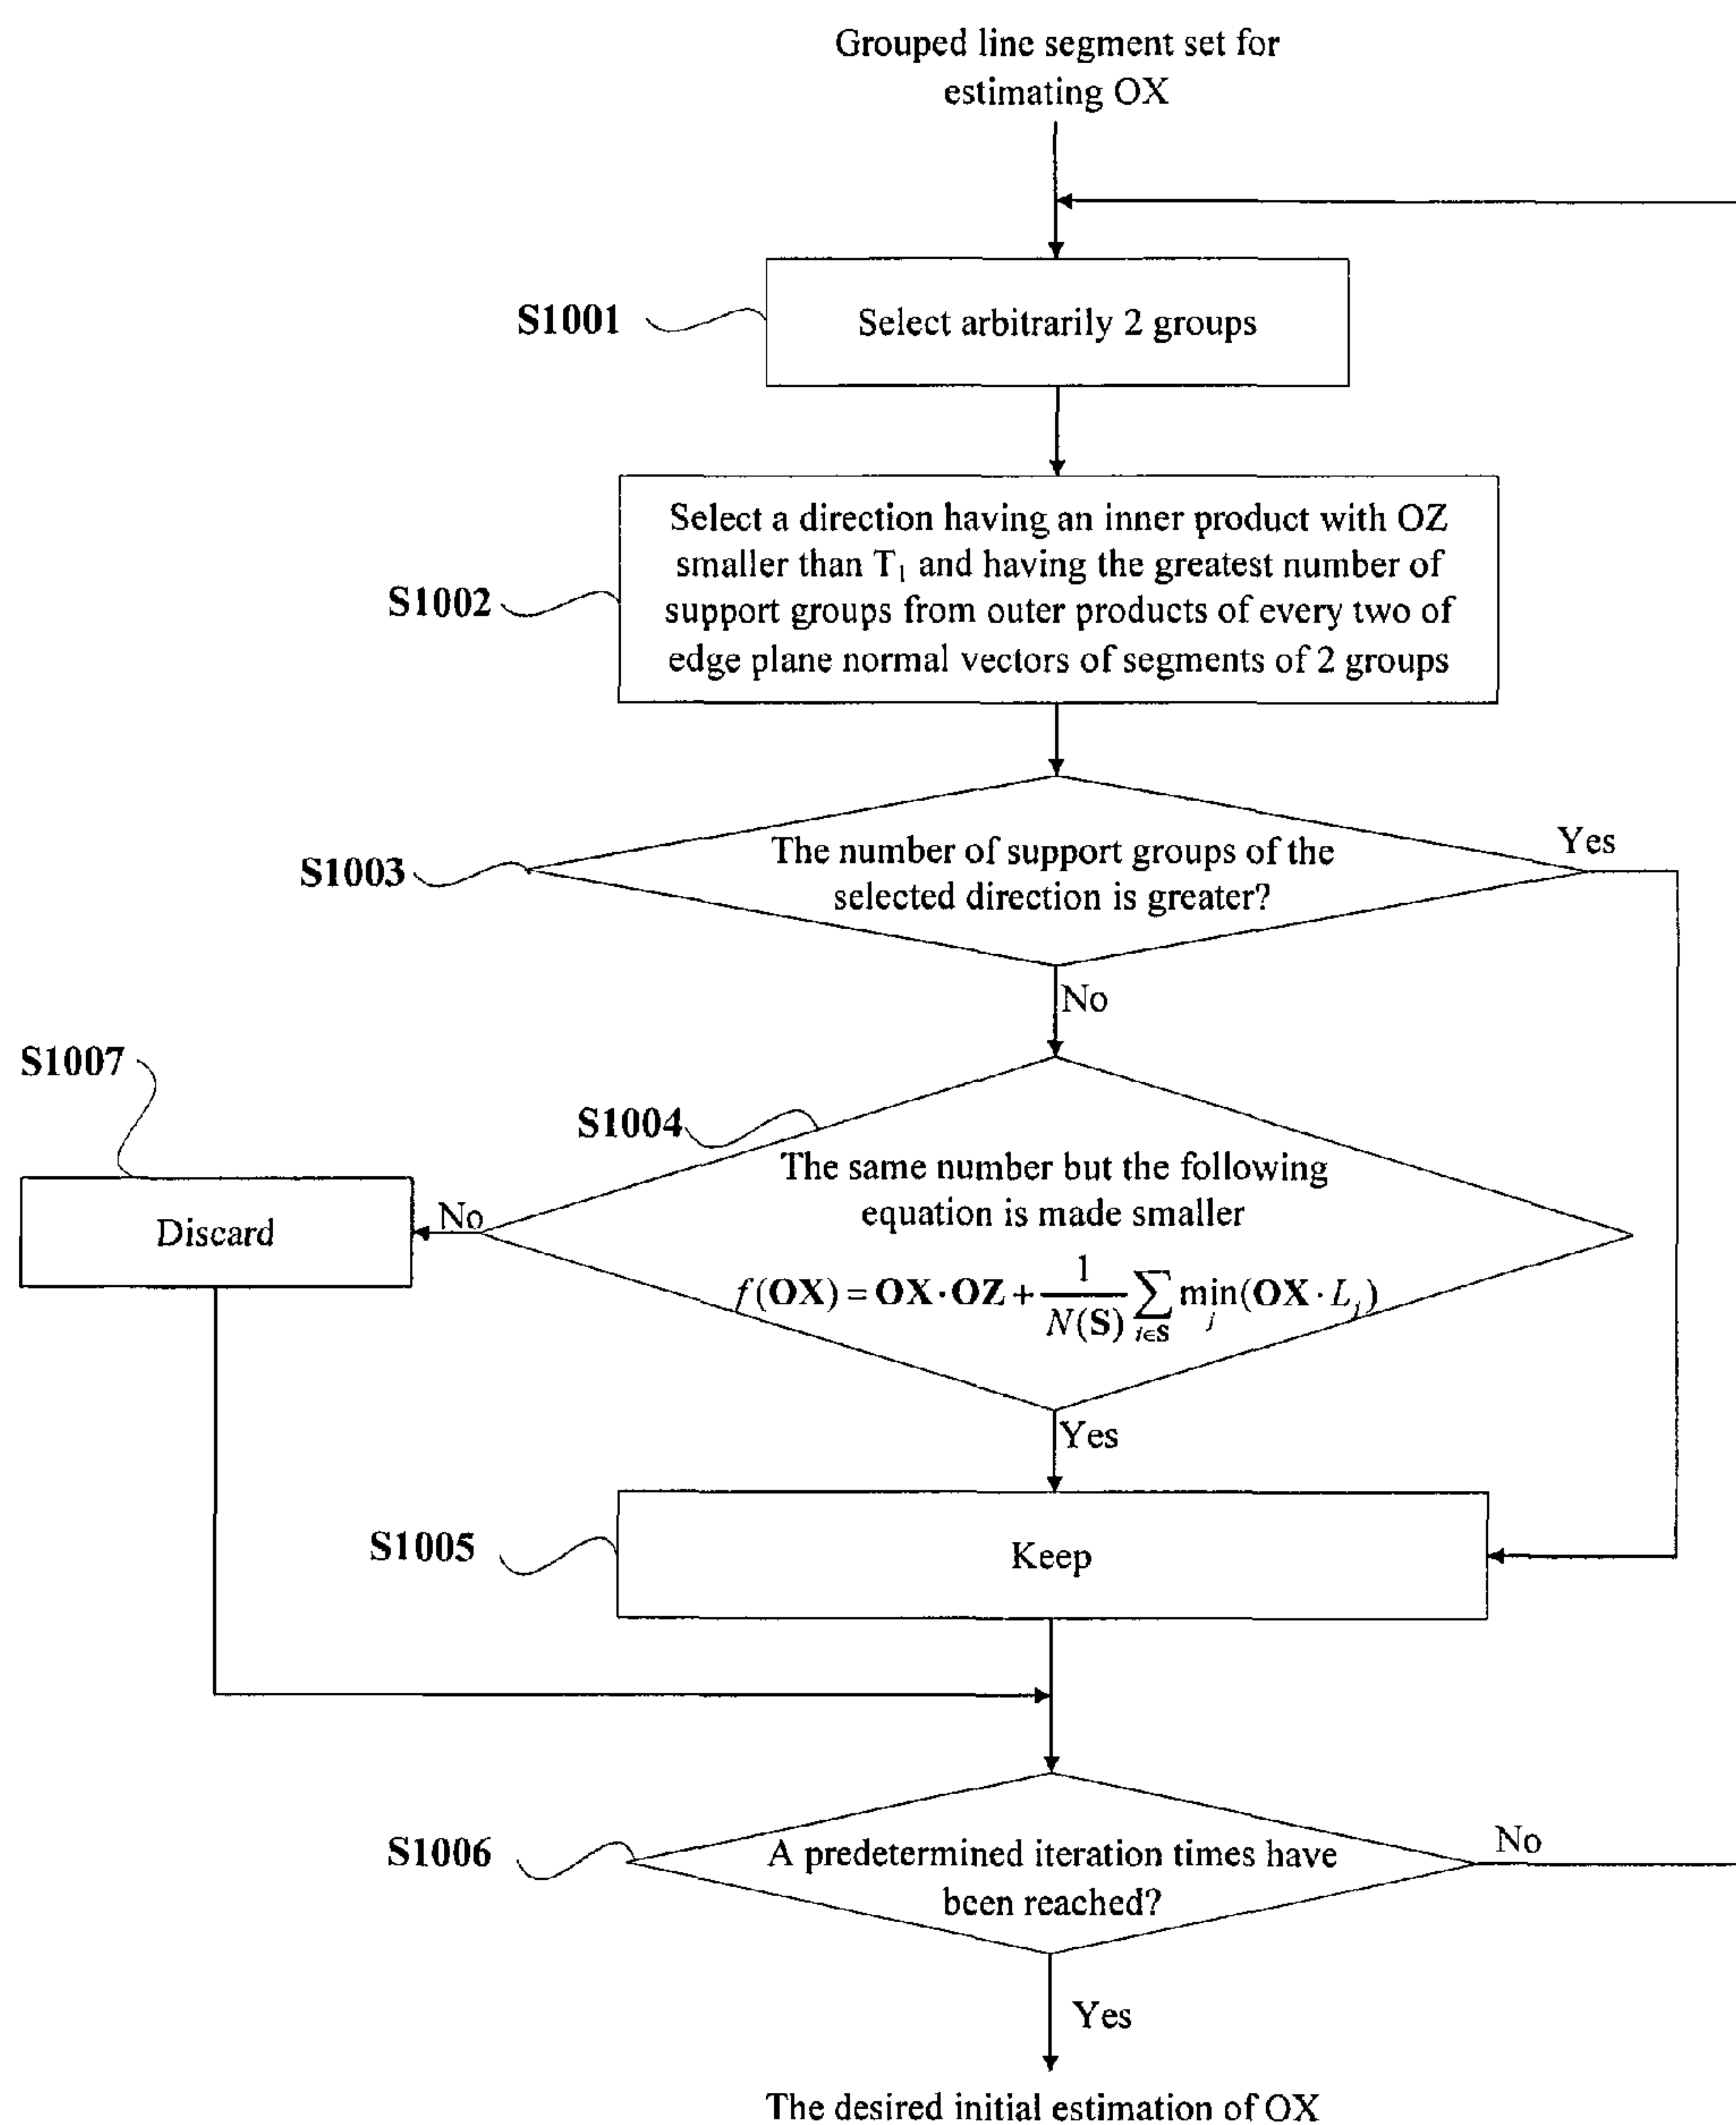 Grouped line segment set for
estimating OX
S1001
Select arbitrarily 2 groups
S1002
Select a direction having an inner product with OZ
smaller than T₁ and having the greatest number of
support groups from outer products of every two of
edge plane normal vectors of segments of 2 groups
S1003
The number of support groups of the
selected direction is greater?
Yes
No
S1007
Discard
No
S1004
The same number but the following
equation is made smaller
f(OX) = OX·OZ + 1/N(S) ∑_{i∈S} min_j(OX·L_j)
Yes
S1005
Keep
S1006
A predetermined iteration times have
been reached?
No
Yes
The desired initial estimation of OX